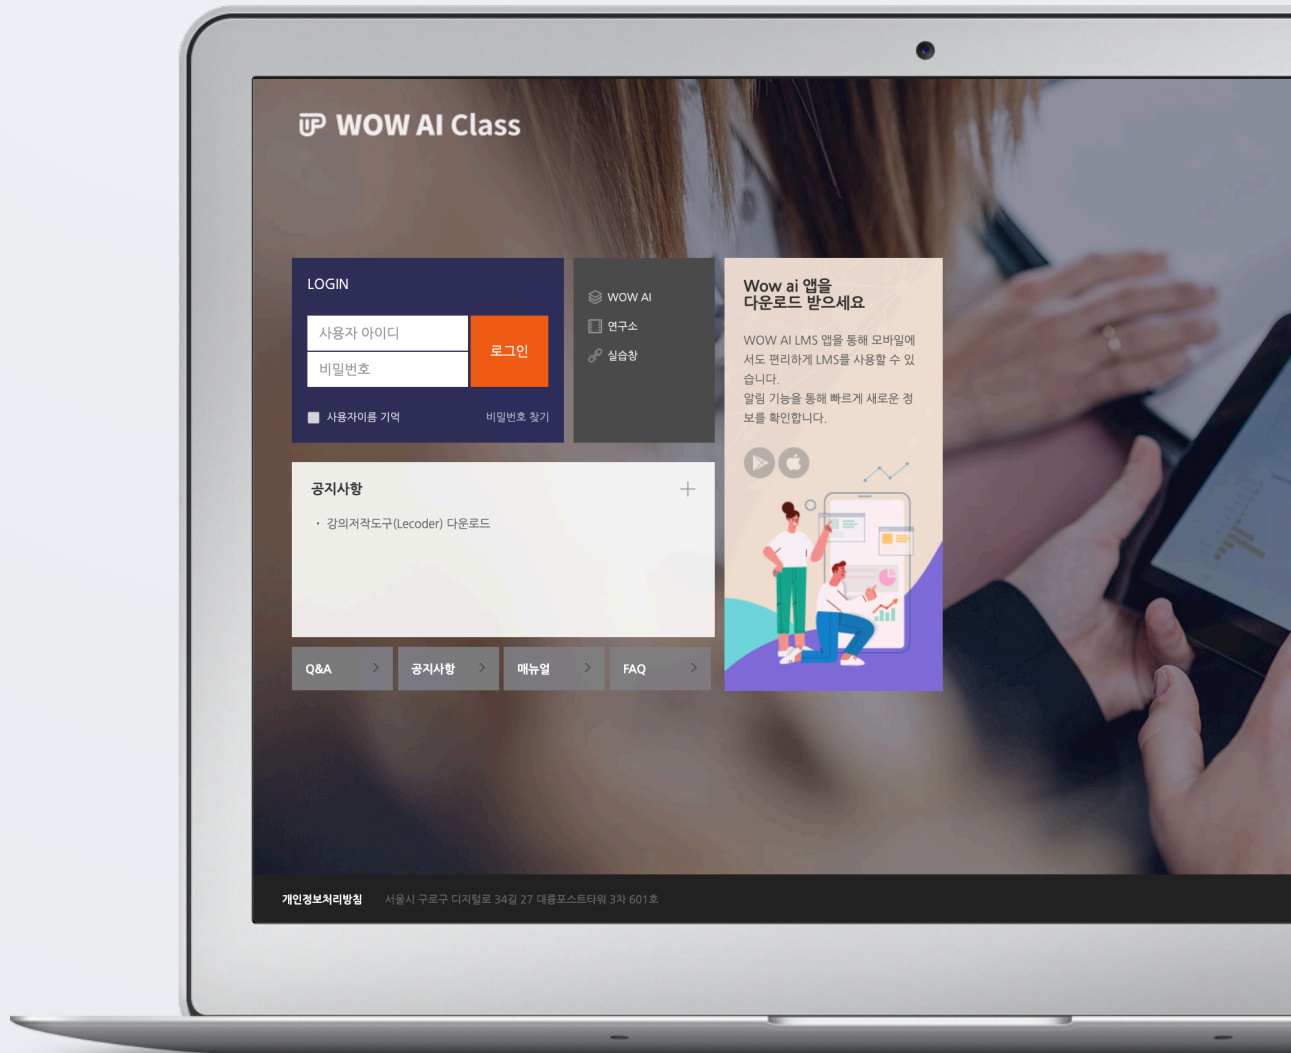 UP WOW AI Class
LOGIN
사용자 아이디
비밀번호
로그인
사용자이름 기억
비밀번호 찾기
WOW AI
연구소
실습창
Wow ai 앱을
다운로드 받으세요
WOW AI LMS 앱을 통해 모바일에
서도 편리하게 LMS를 사용할 수 있
습니다.
알림 기능을 통해 빠르게 새로운 정
보를 확인합니다.
공지사항
· 강의저작도구(Lecoder) 다운로드
Q&A
공지사항
매뉴얼
FAQ
개인정보처리방침
서울시 구로구 디지털로 34길 27 대륭포스트타워 3차 601호